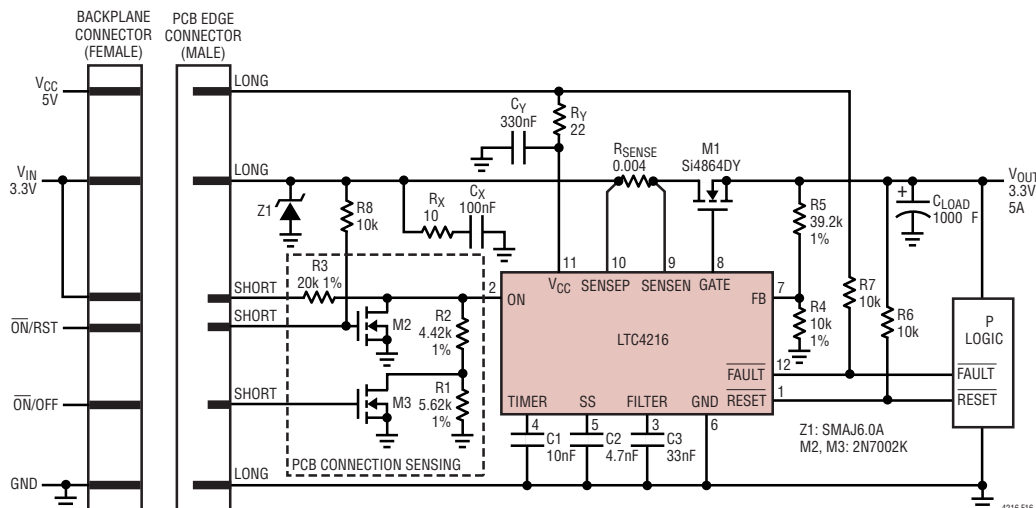 BACKPLANE
CONNECTOR
(FEMALE)
PCB EDGE
CONNECTOR
(MALE)
VCC
5V
LONG
CY
330nF
RY
22
VIN
3.3V
LONG
RSENSE
0.004
M1
Si4864DY
VOUT
3.3V
5A
Z1
R8
10k
RX
10
CX
100nF
R5
39.2k
1%
+
CLOAD
1000 F
R3
20k 1%
SHORT
2
ON
11
VCC
10
SENSEP
9
SENSEN
8
GATE
7
FB
R7
10k
R6
10k
ON/RST
SHORT
M2
R2
4.42k
1%
LTC4216
R4
10k
1%
P
LOGIC
ON/OFF
SHORT
M3
R1
5.62k
1%
FAULT
12
FAULT
RESET
1
RESET
TIMER
SS
FILTER
GND
4
5
3
6
C1
10nF
C2
4.7nF
C3
33nF
Z1: SMAJ6.0A
M2, M3: 2N7002K
PCB CONNECTION SENSING
GND
LONG